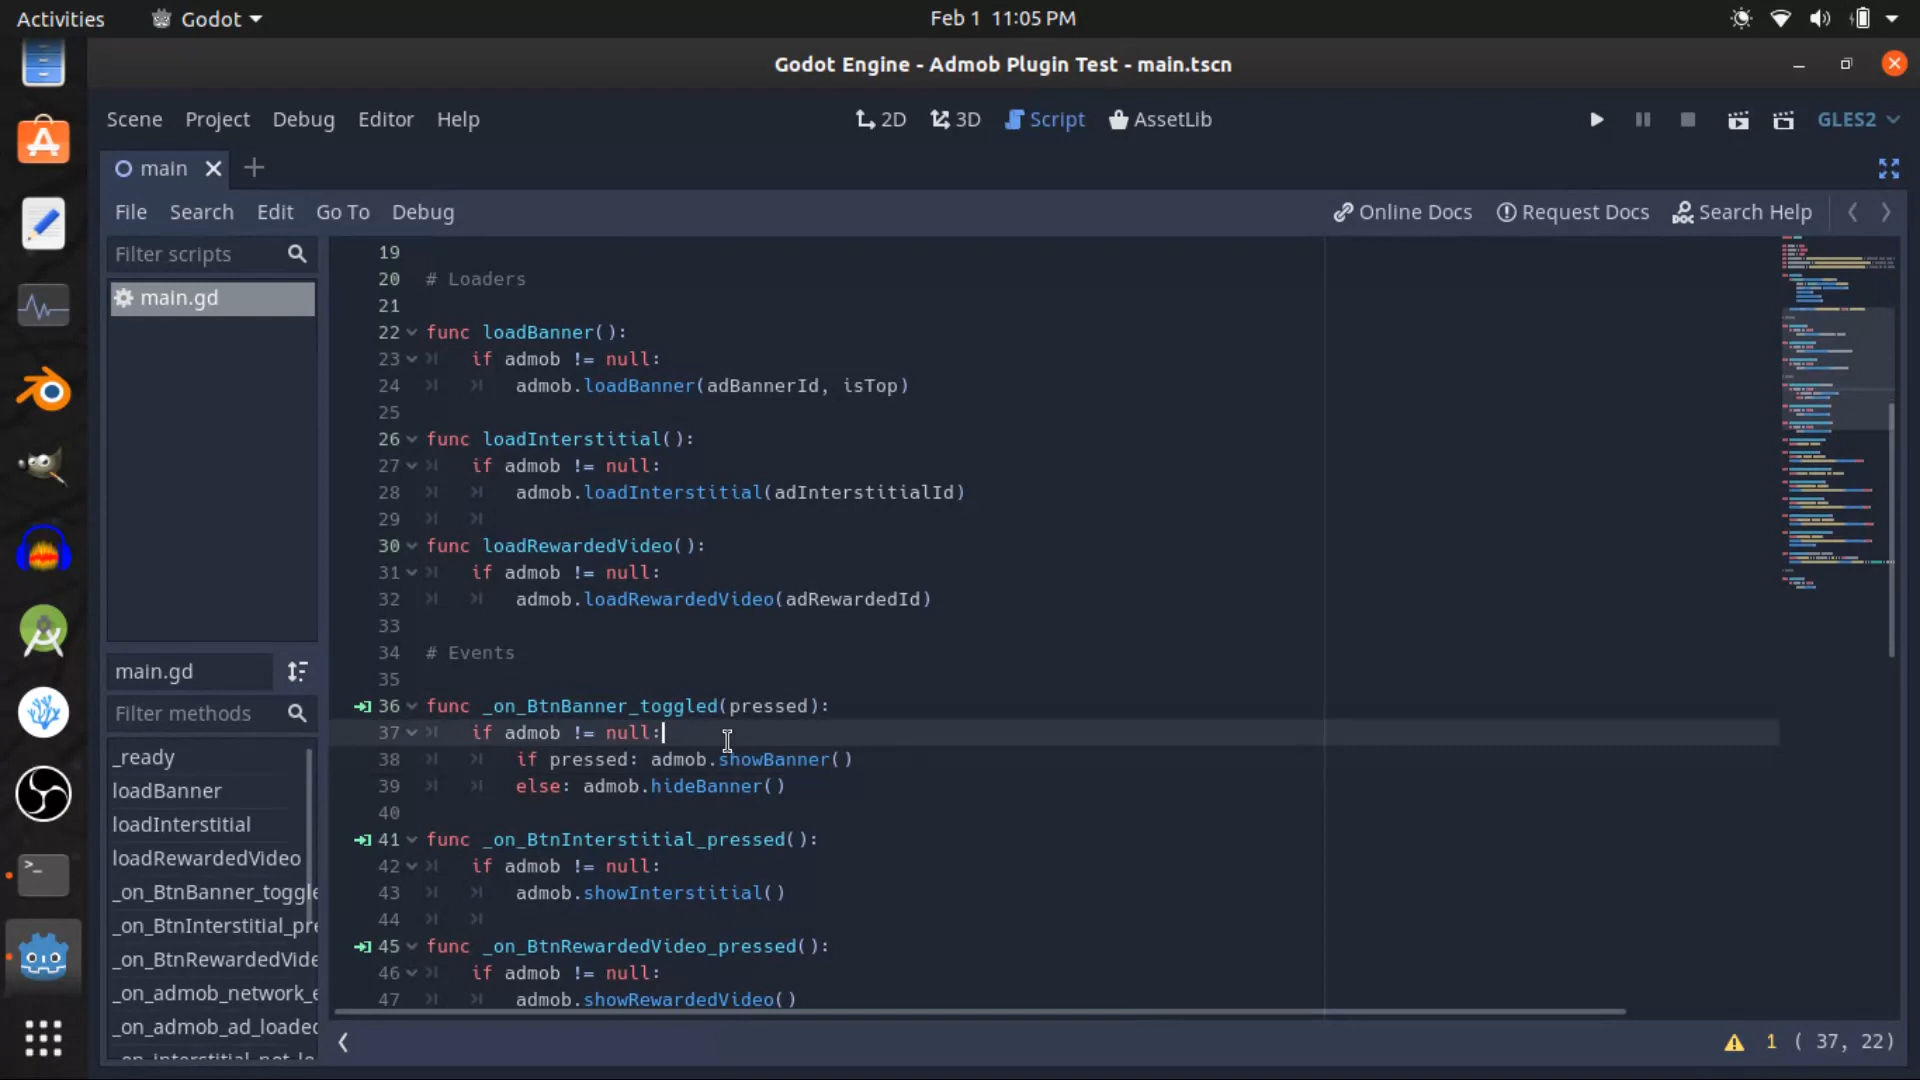 Activities
Godot
Feb 1 11:05 PM
Godot Engine - Admob Plugin Test - main.tscn
Scene Project Debug Editor Help
2D 3D Script AssetLib
GLES2
main
File Search Edit Go To Debug
Online Docs Request Docs Search Help
Filter scripts
main.gd
main.gd
Filter methods
_ready
loadBanner
loadInterstitial
loadRewardedVideo
_on_BtnBanner_toggle
_on_BtnInterstitial_pre
_on_BtnRewardedVide
_on_admob_network_e
_on_admob_ad_loaded
19
20 # Loaders
21
22 func loadBanner():
23 if admob != null:
24 admob.loadBanner(adBannerId, isTop)
25
26 func loadInterstitial():
27 if admob != null:
28 admob.loadInterstitial(adInterstitialId)
29
30 func loadRewardedVideo():
31 if admob != null:
32 admob.loadRewardedVideo(adRewardedId)
33
34 # Events
35
36 func _on_BtnBanner_toggled(pressed):
37 if admob != null:
38 if pressed: admob.showBanner()
39 else: admob.hideBanner()
40
41 func _on_BtnInterstitial_pressed():
42 if admob != null:
43 admob.showInterstitial()
44
45 func _on_BtnRewardedVideo_pressed():
46 if admob != null:
47 admob.showRewardedVideo()
1 ( 37, 22)